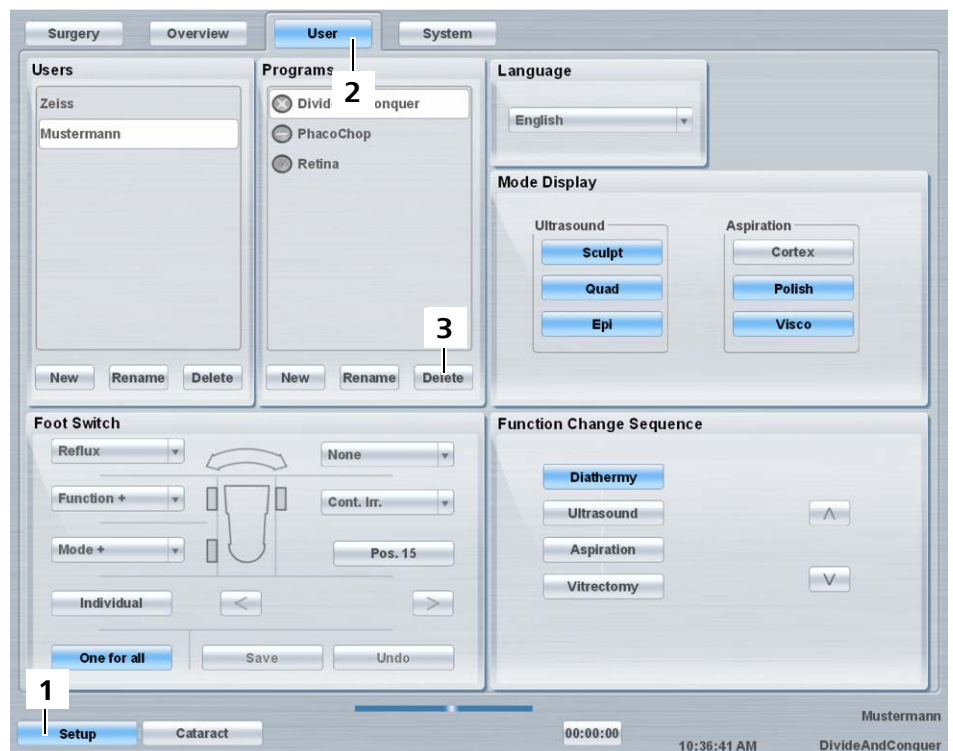 Surgery Overview User System
Users
Zeiss
Mustermann
New Rename Delete
Programs
2
Divide onquer
PhacoChop
Retina
3
New Rename Delete
Language
English
Mode Display
Ultrasound
Sculpt
Quad
Epi
Aspiration
Cortex
Polish
Visco
Foot Switch
Reflux None
Function + Cont. Irr.
Mode + Pos. 15
Individual < >
One for all Save Undo
Function Change Sequence
Diathermy
Ultrasound
Aspiration
Vitrectomy
1
Setup Cataract 00:00:00
Mustermann
10:36:41 AM DivideAndConquer